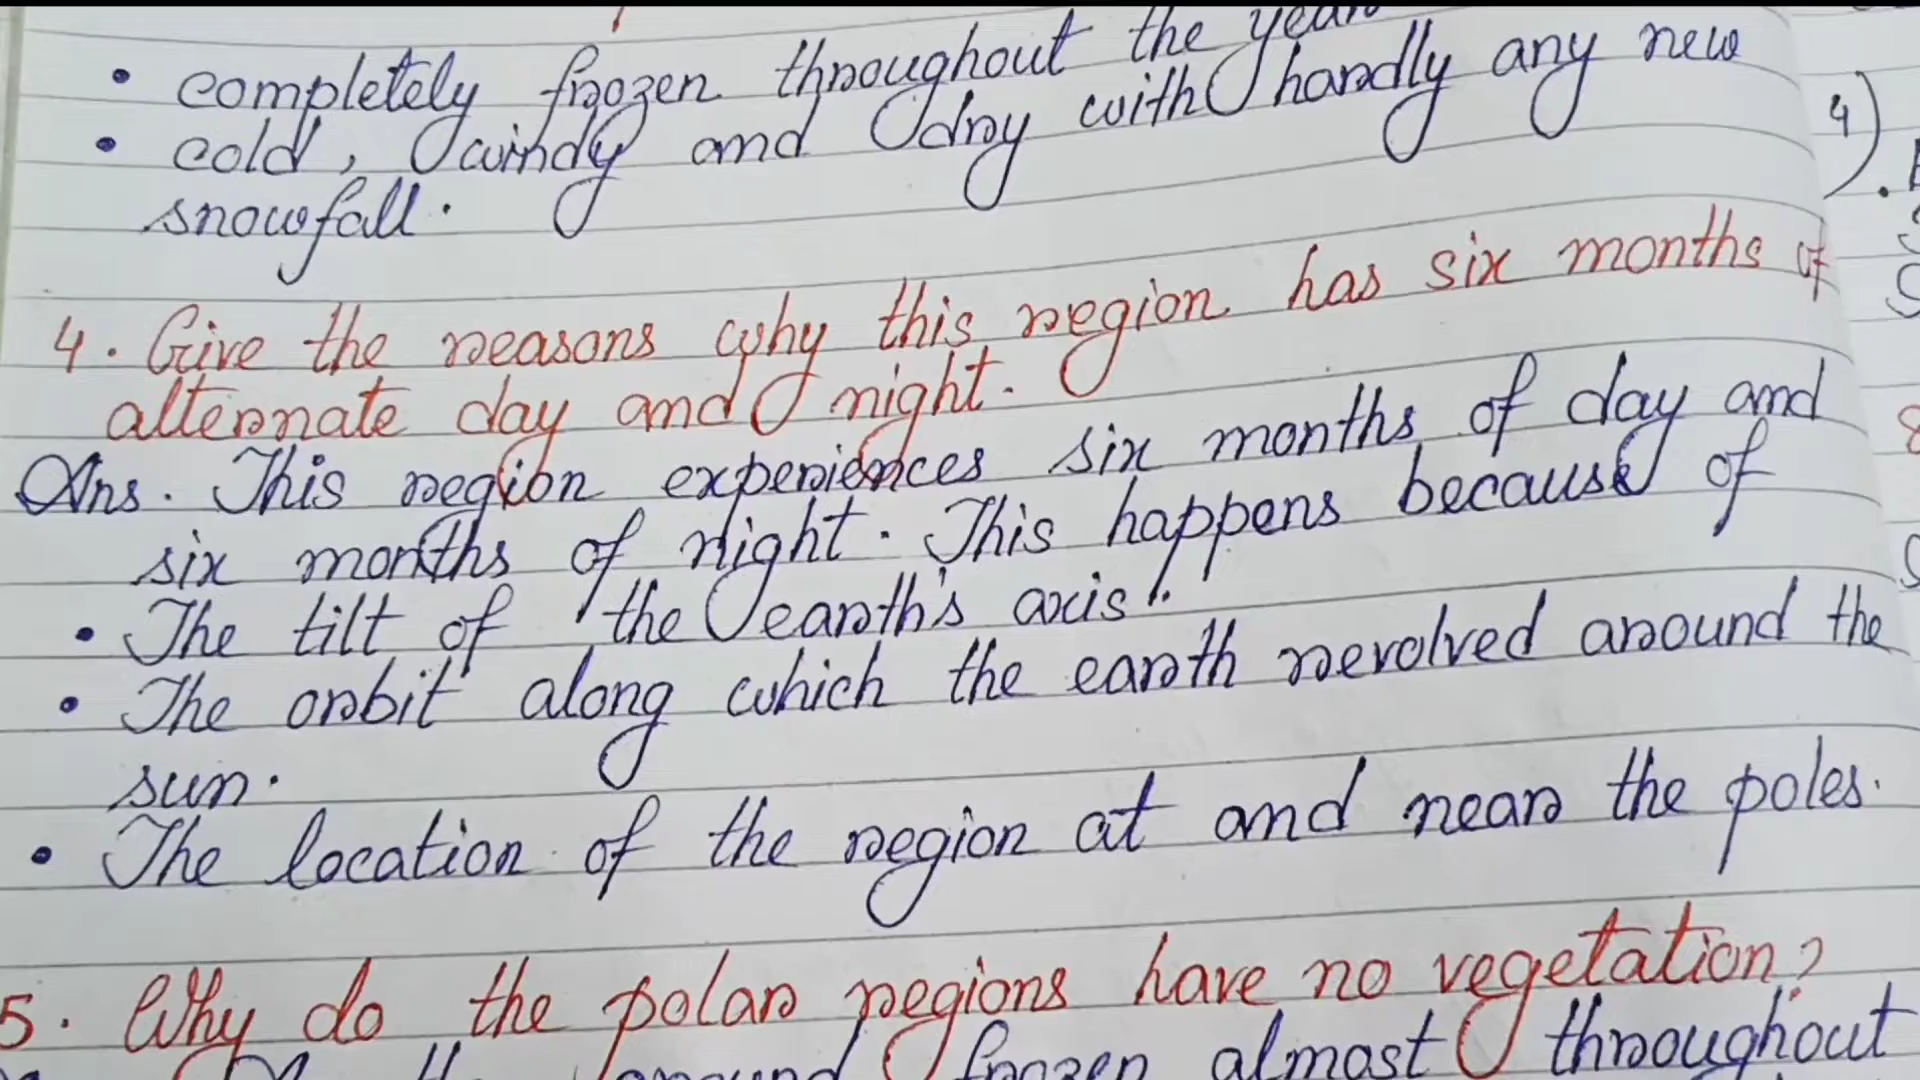 • completely frozen throughout the year
• cold, windy and dry with hardly any new
snowfall.
4. Give the reasons why this region has six months of
alternate day and night.
Ans. This region experiences six months of day and
six months of night. This happens because of
• The tilt of the earth's axis.
• The orbit along which the earth revolved around the
sun.
• The location of the region at and near the poles.
5. Why do the polar regions have no vegetation?
ground frozen almost throughout
4).